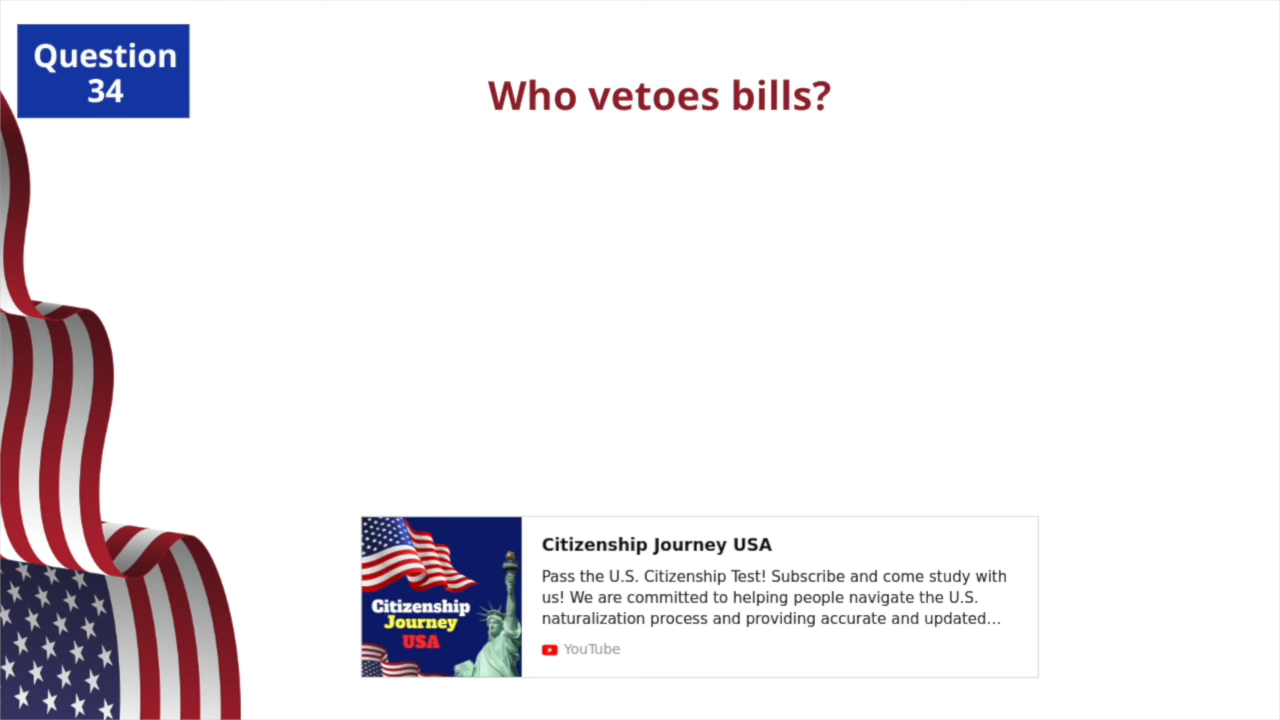 Question
34
Who vetoes bills?
Citizenship
Journey
USA
Citizenship Journey USA
Pass the U.S. Citizenship Test! Subscribe and come study with
us! We are committed to helping people navigate the U.S.
naturalization process and providing accurate and updated...
YouTube